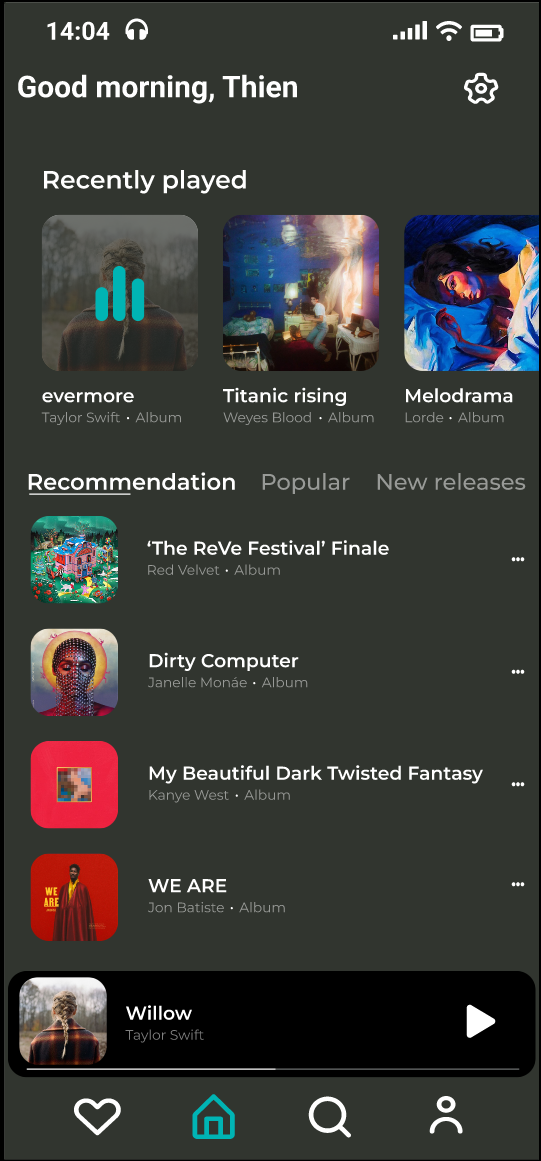 14:04
Good morning, Thien
Recently played
evermore
Taylor Swift • Album
Titanic rising
Weyes Blood • Album
Melodrama
Lorde • Album
Recommendation Popular New releases
‘The ReVe Festival’ Finale
Red Velvet • Album
Dirty Computer
Janelle Monáe • Album
My Beautiful Dark Twisted Fantasy
Kanye West • Album
WE
ARE
WE ARE
Jon Batiste • Album
Willow
Taylor Swift